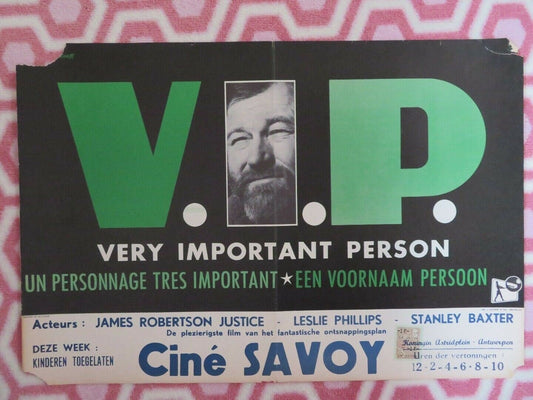 V.I.P.
VERY IMPORTANT PERSON
UN PERSONNAGE TRES IMPORTANT ★ EEN VOORNAAM PERSOON
Acteurs : JAMES ROBERTSON JUSTICE - LESLIE PHILLIPS - STANLEY BAXTER
De plezierigste film van het fantastische ontsnappingsplan
DEZE WEEK :
KINDEREN TOEGELATEN
Ciné SAVOY
Koningin Astridplein - Antwerpen
der vertoningen :
12-2-4-6-8-10